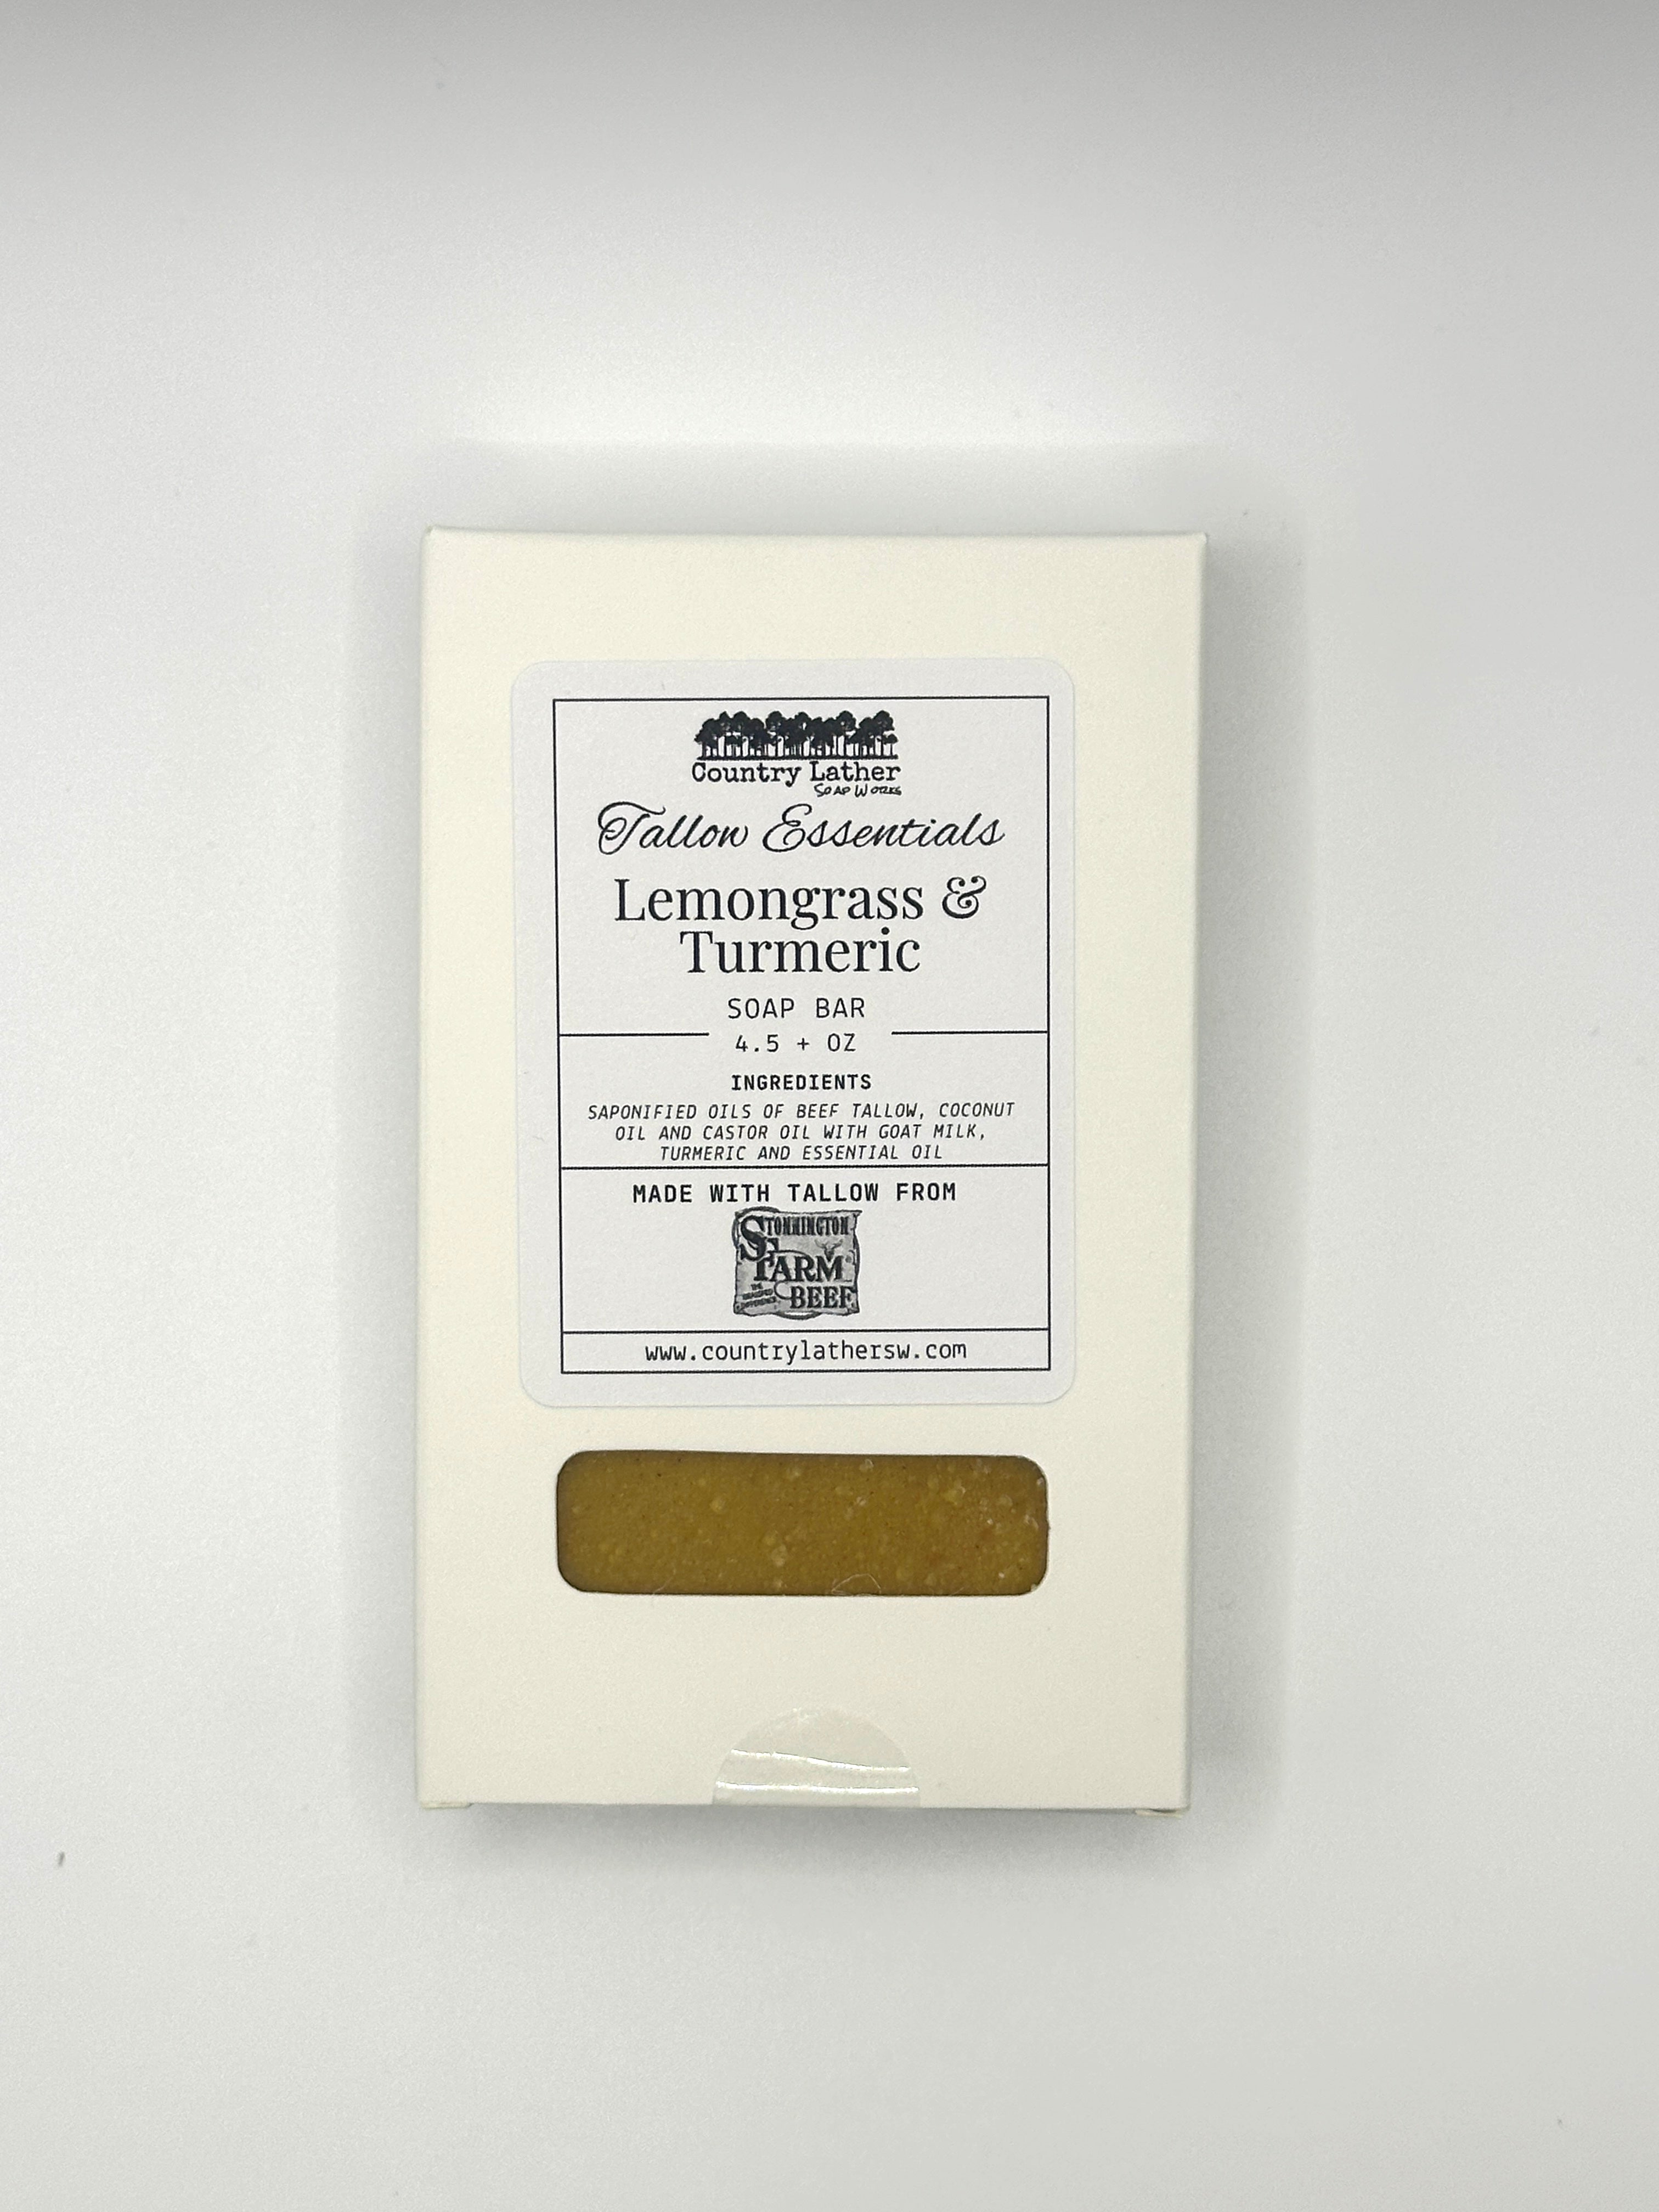 Country Lather
Soap Works
Tallow Essentials
Lemongrass &
Turmeric
SOAP BAR
4.5 + OZ
INGREDIENTS
SAPONIFIED OILS OF BEEF TALLOW, COCONUT
OIL AND CASTOR OIL WITH GOAT MILK,
TURMERIC AND ESSENTIAL OIL
MADE WITH TALLOW FROM
STONNINGTON
FARM
BEEF
www.countrylathersw.com